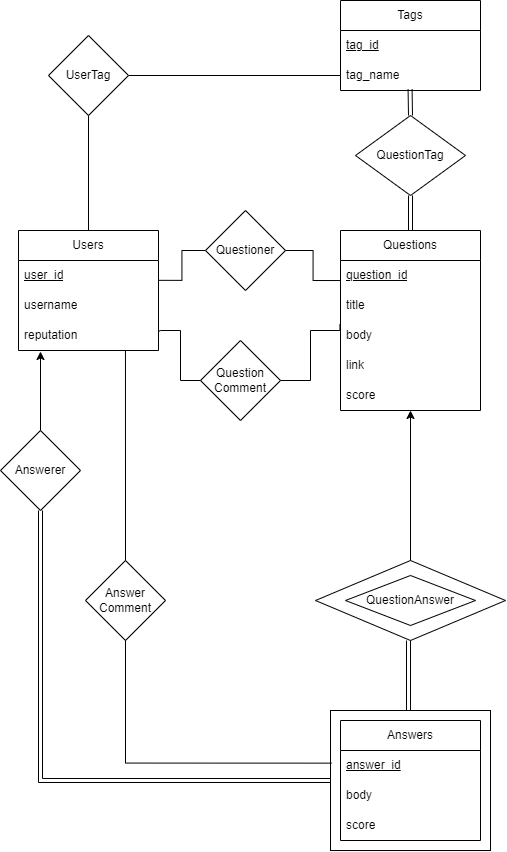 Tags
tag_id
tag_name
UserTag
QuestionTag
Users
user_id
username
reputation
Questioner
Questions
question_id
title
body
link
score
Question
Comment
Answerer
Answer
Comment
QuestionAnswer
Answers
answer_id
body
score